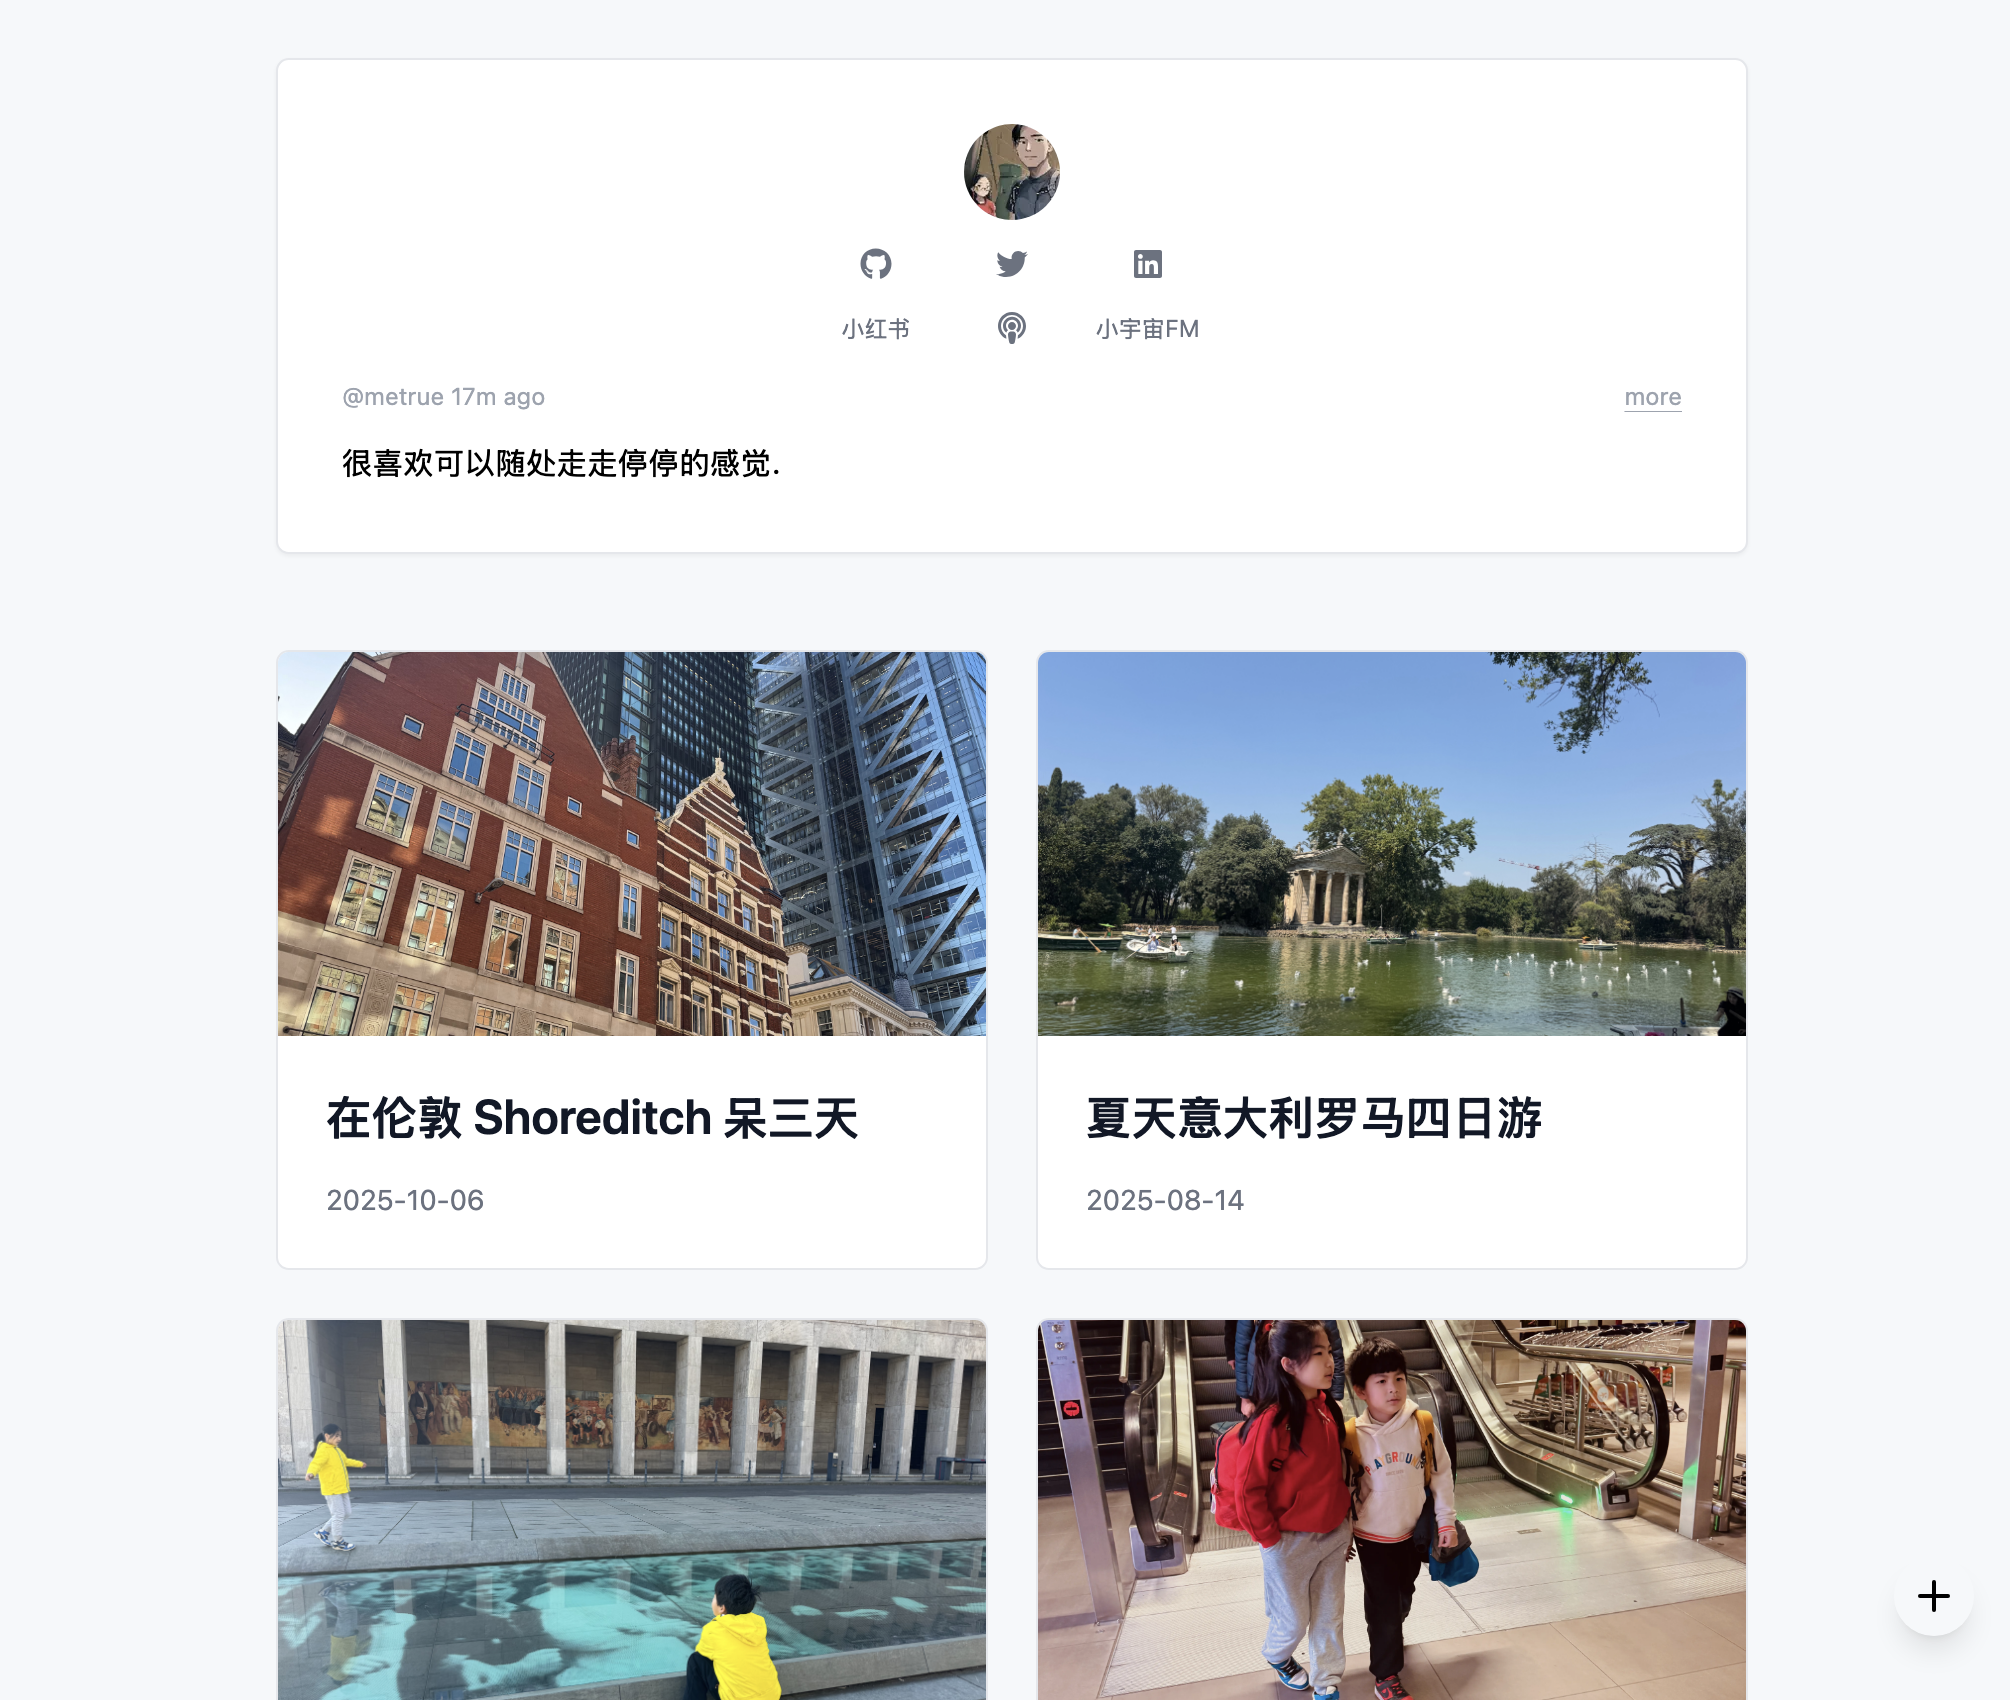 小红书
小宇宙FM
@metrue 17m ago
more
很喜欢可以随处走走停停的感觉.
在伦敦 Shoreditch 呆三天
2025-10-06
夏天意大利罗马四日游
2025-08-14